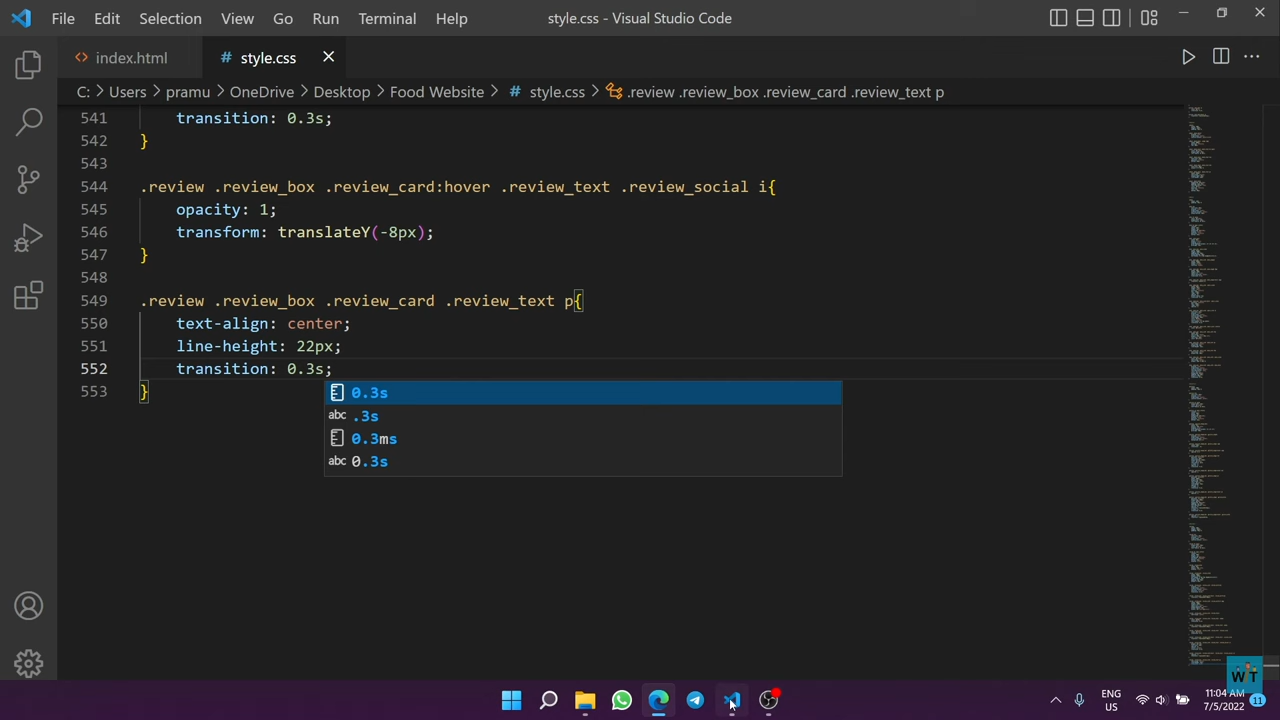 File Edit Selection View Go Run Terminal Help style.css - Visual Studio Code
index.html # style.css
C: > Users > pramu > OneDrive > Desktop > Food Website > # style.css > .review .review_box .review_card .review_text p
541 transition: 0.3s;
542 }
543
544 .review .review_box .review_card:hover .review_text .review_social i{
545 opacity: 1;
546 transform: translateY(-8px);
547 }
548
549 .review .review_box .review_card .review_text p{
550 text-align: center;
551 line-height: 22px;
552 transition: 0.3s;
553 }
0.3s
abc .3s
0.3ms
abc 0.3s
WT
ENG
US
11:04 AM
7/5/2022
11